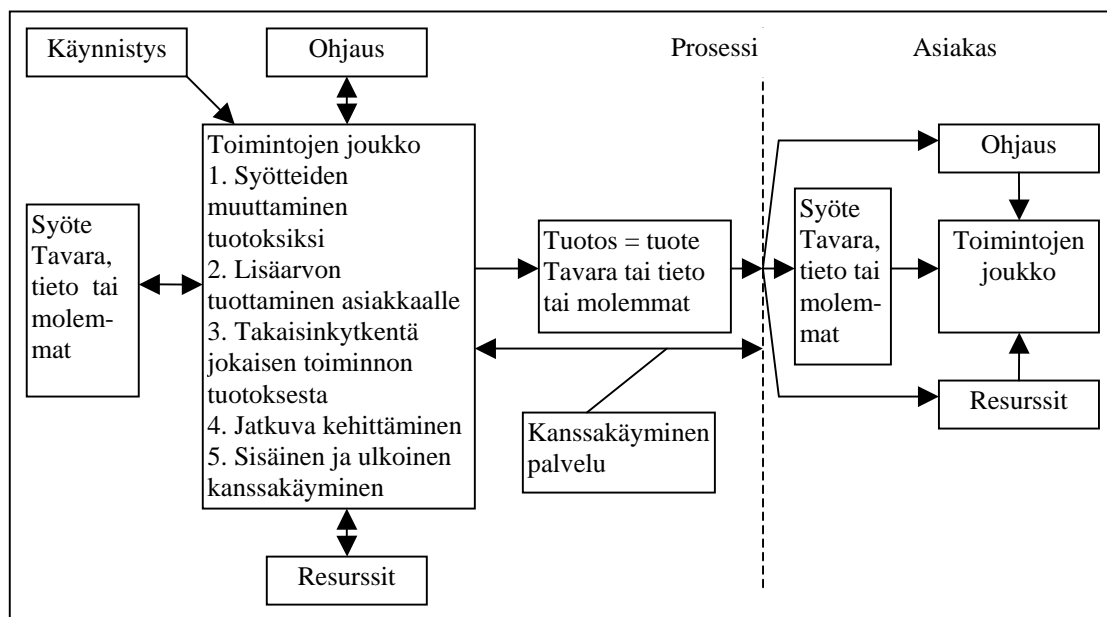 Käynnistys
Ohjaus
Prosessi
Asiakas
Toimintojen joukko
1. Syötteiden
muuttaminen
tuotoksiksi
2. Lisäarvon
tuottaminen asiakkaalle
3. Takaisinkytkentä
jokaisen toiminnon
tuotoksesta
4. Jatkuva kehittäminen
5. Sisäinen ja ulkoinen
kanssakäyminen
Syöte
Tavara,
tieto tai
molem-
mat
Tuotos = tuote
Tavara tai tieto
tai molemmat
Kanssakäyminen
palvelu
Resurssit
Syöte
Tavara,
tieto tai
molem-
mat
Ohjaus
Toimintojen
joukko
Resurssit